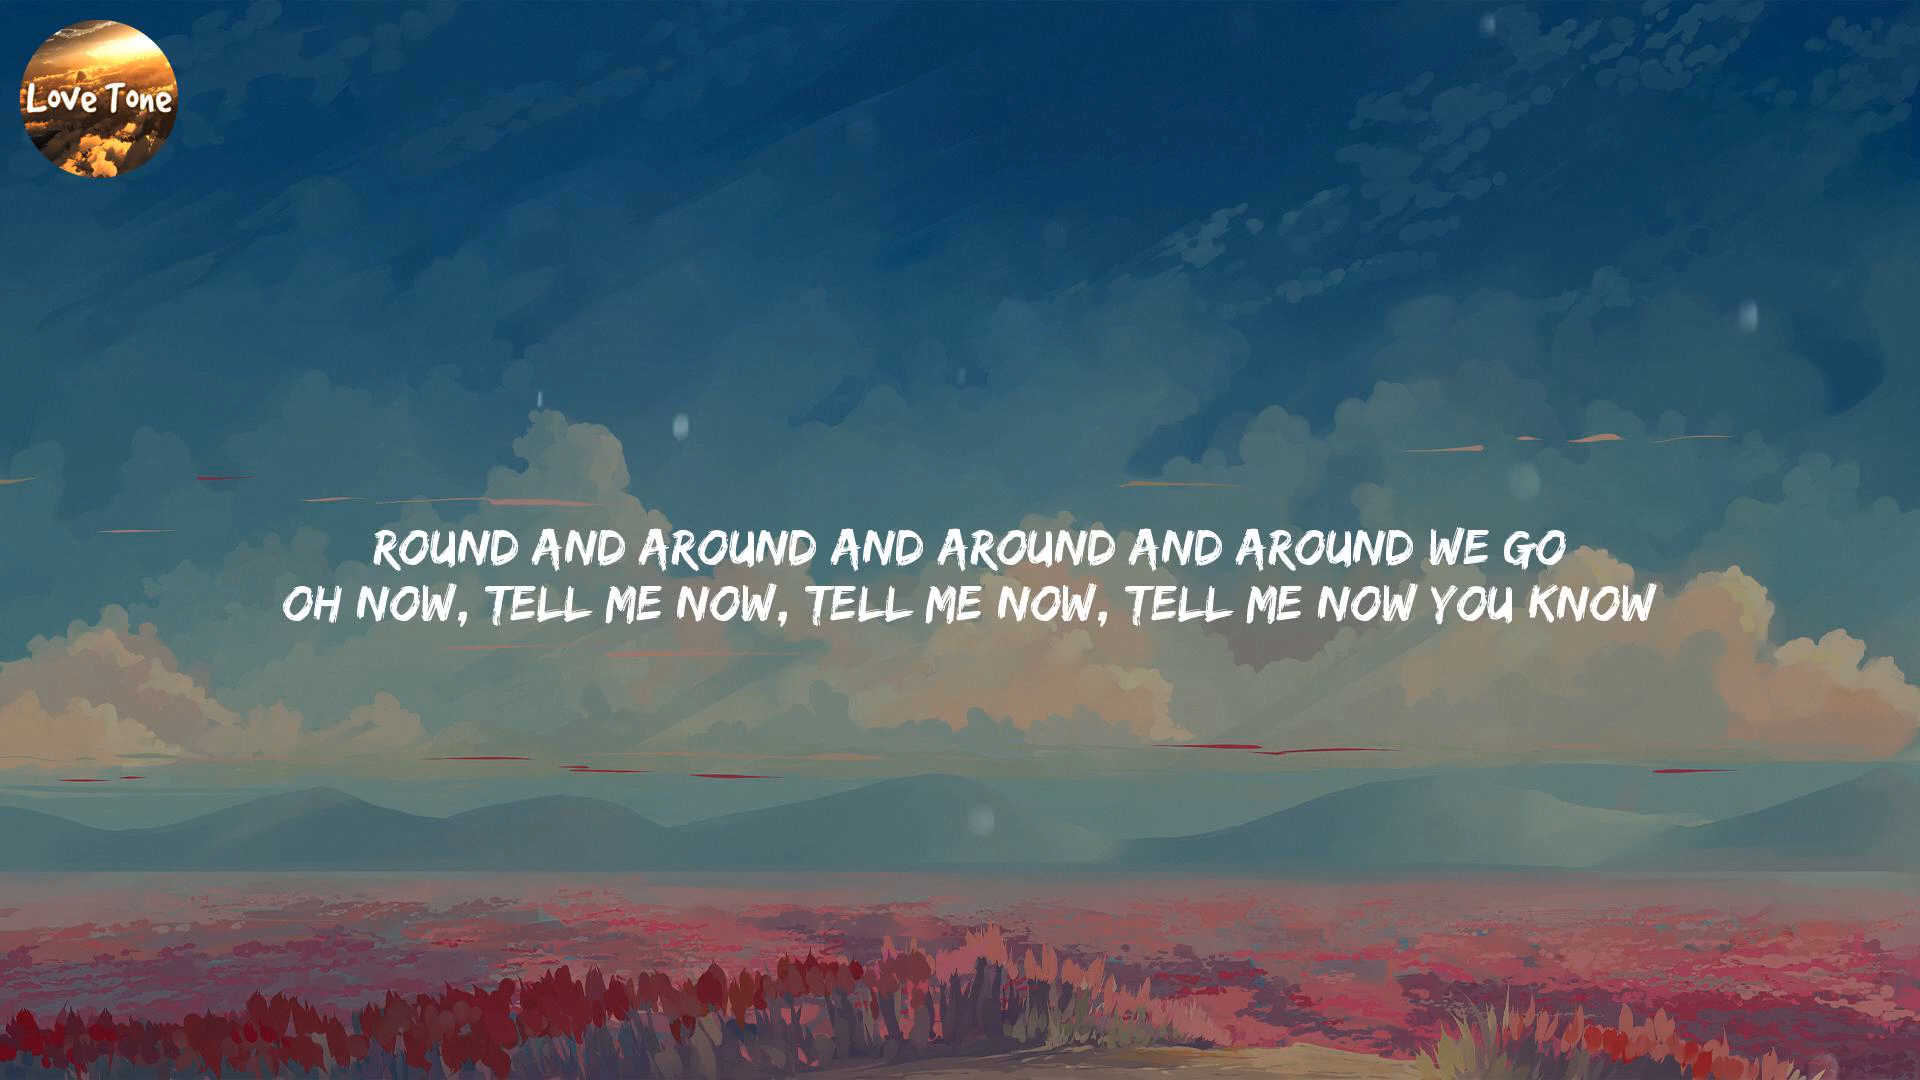 Love Tone
ROUND AND AROUND AND AROUND AND AROUND WE GO
OH NOW, TELL ME NOW, TELL ME NOW, TELL ME NOW YOU KNOW